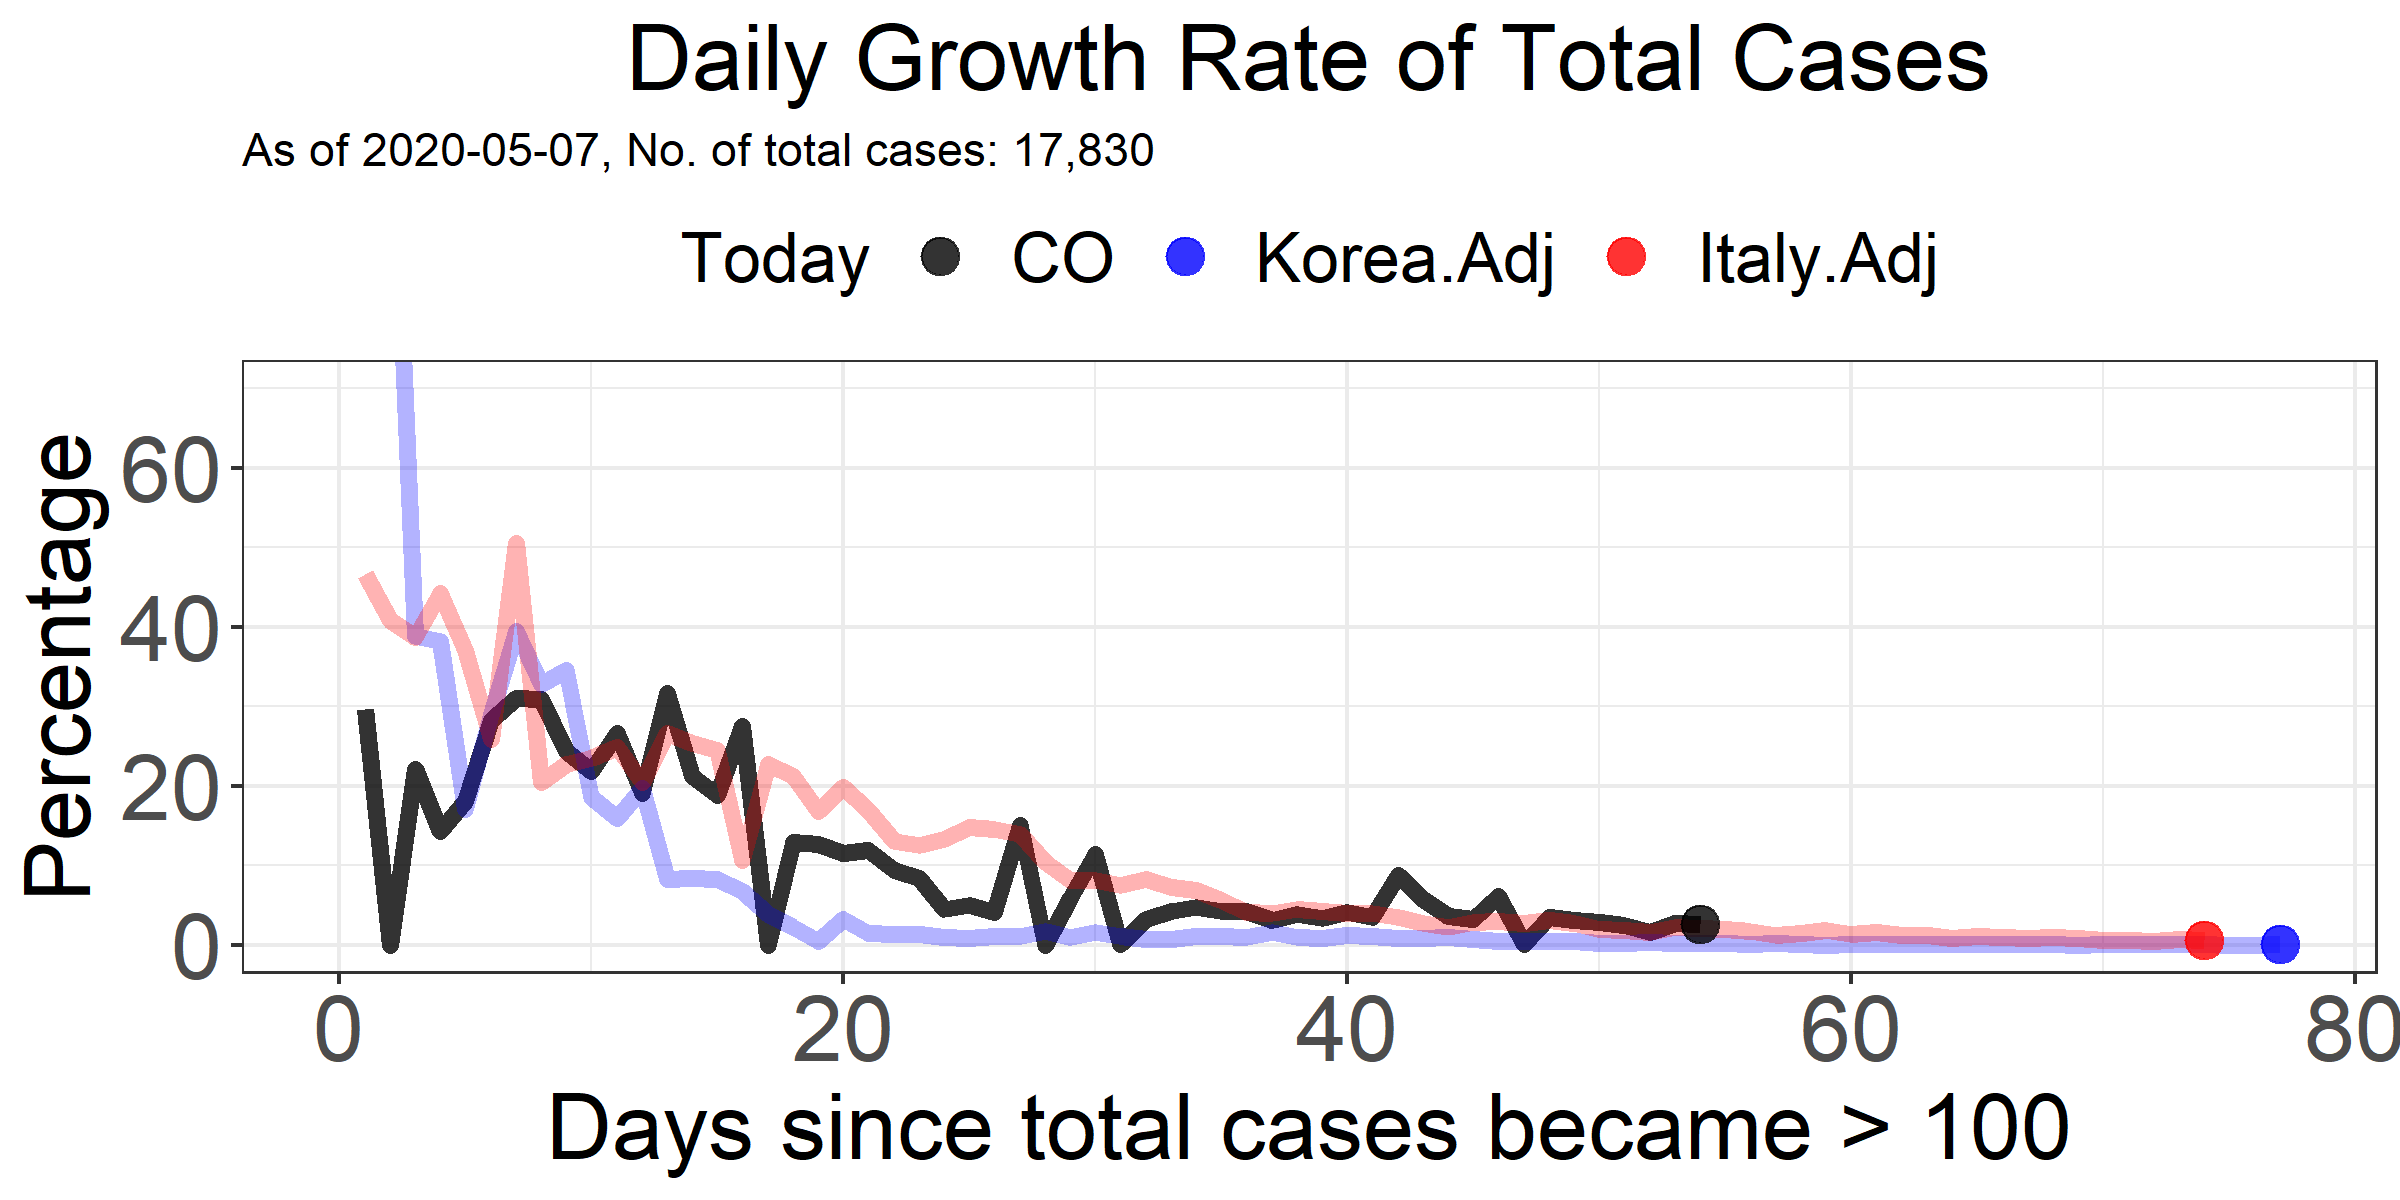 Daily Growth Rate of Total Cases
As of 2020-05-07, No. of total cases: 17,830
Today CO Korea.Adj Italy.Adj
Percentage
60
40
20
0
0 20 40 60 80
Days since total cases became > 100